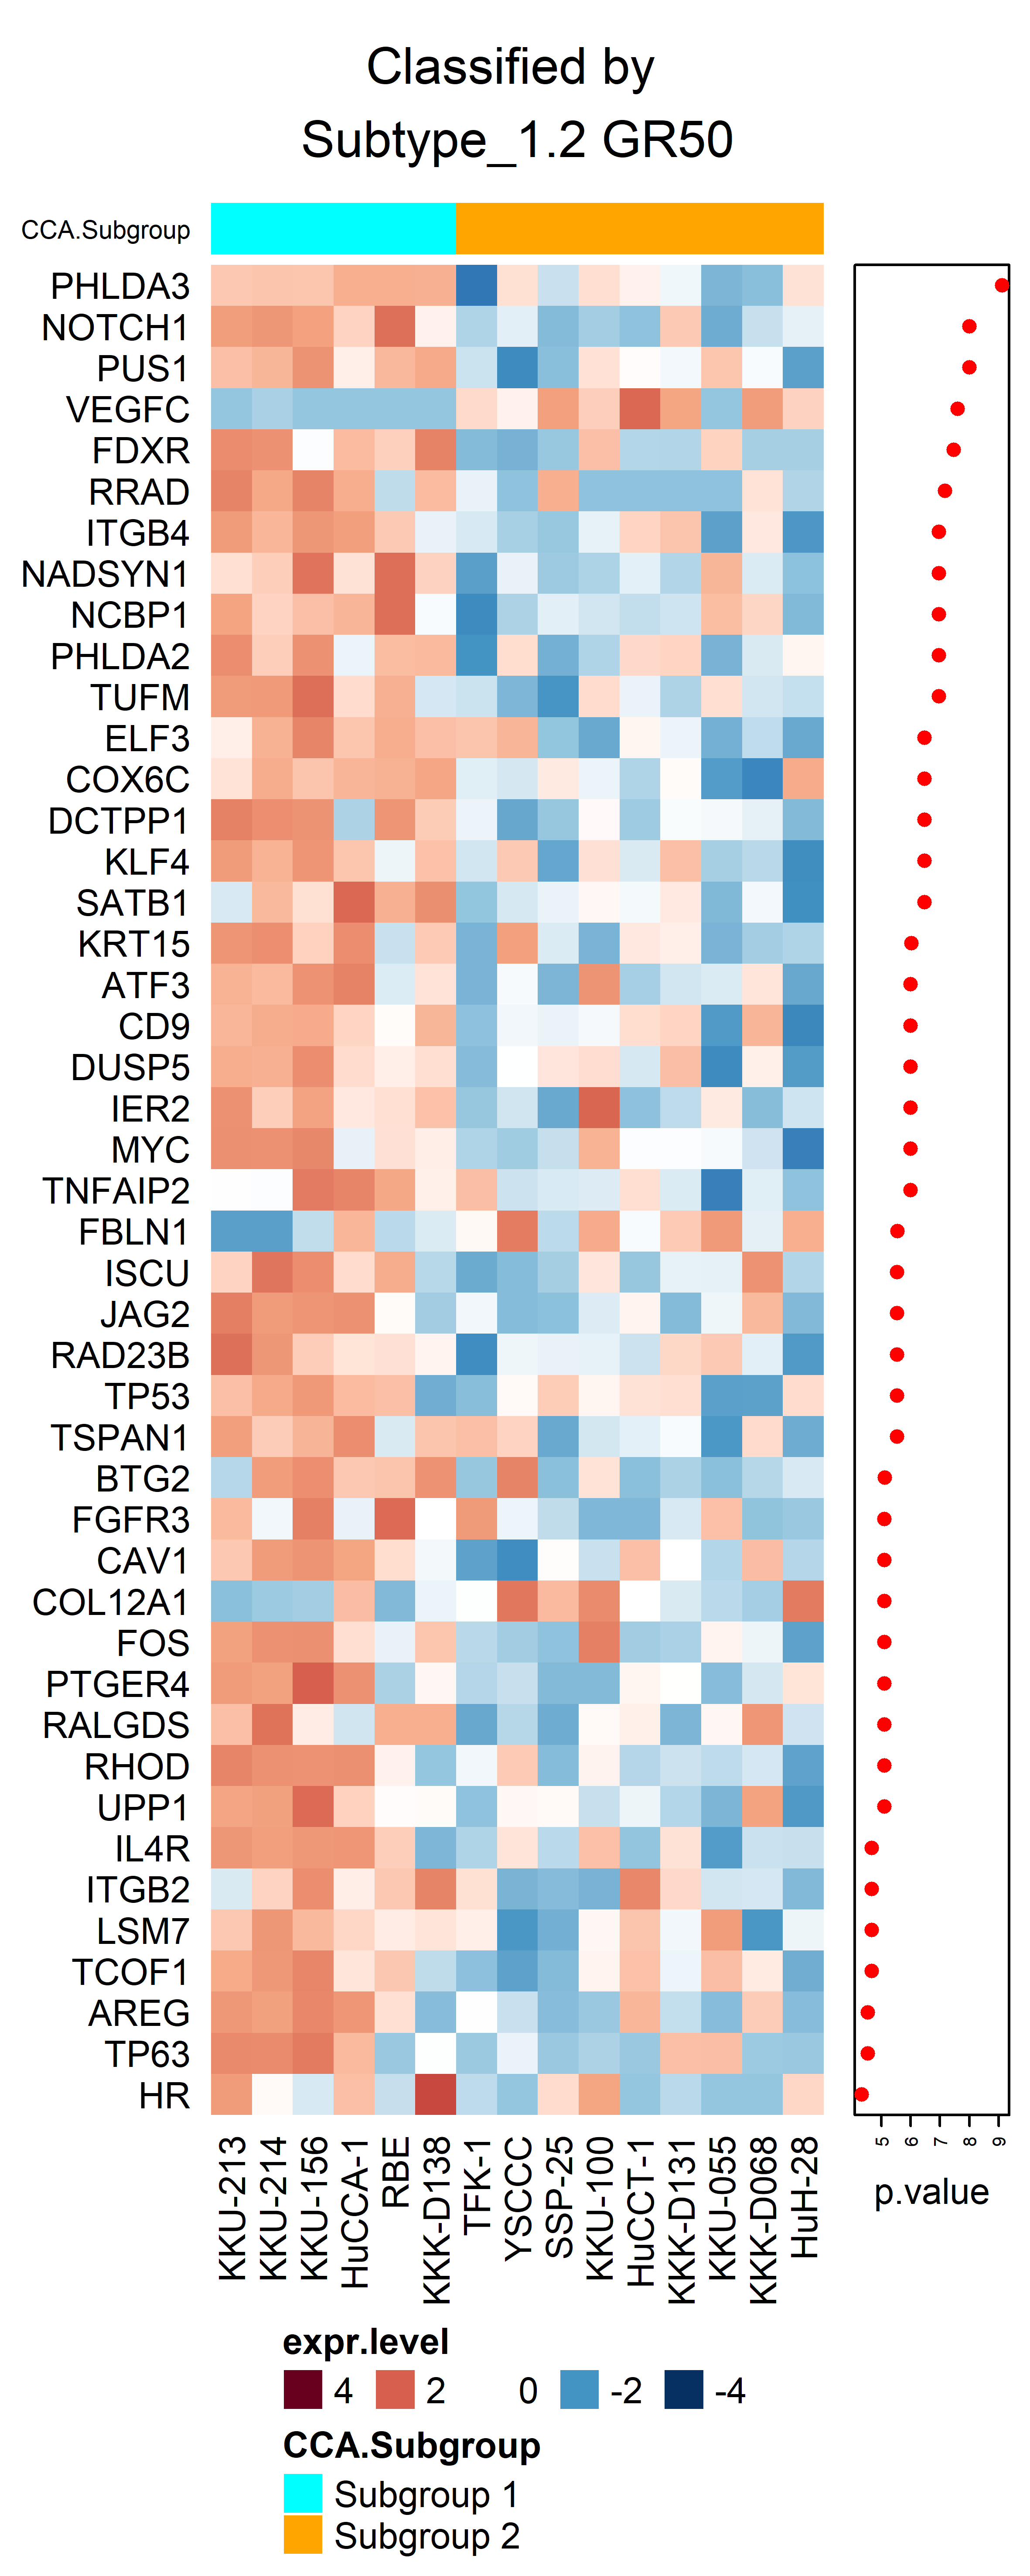 Classified by
Subtype_1.2 GR50
CCA.Subgroup
PHLDA3
NOTCH1
PUS1
VEGFC
FDXR
RRAD
ITGB4
NADSYN1
NCBP1
PHLDA2
TUFM
ELF3
COX6C
DCTPP1
KLF4
SATB1
KRT15
ATF3
CD9
DUSP5
IER2
MYC
TNFAIP2
FBLN1
ISCU
JAG2
RAD23B
TP53
TSPAN1
BTG2
FGFR3
CAV1
COL12A1
FOS
PTGER4
RALGDS
RHOD
UPP1
IL4R
ITGB2
LSM7
TCOF1
AREG
TP63
HR
KKU-213
KKU-214
KKU-156
HuCCA-1
RBE
KKK-D138
TFK-1
YSCCC
SSP-25
KKU-100
HuCCT-1
KKK-D131
KKU-055
KKK-D068
HuH-28
5 6 7 8 9
p.value
expr.level
4 2 0 -2 -4
CCA.Subgroup
Subgroup 1
Subgroup 2